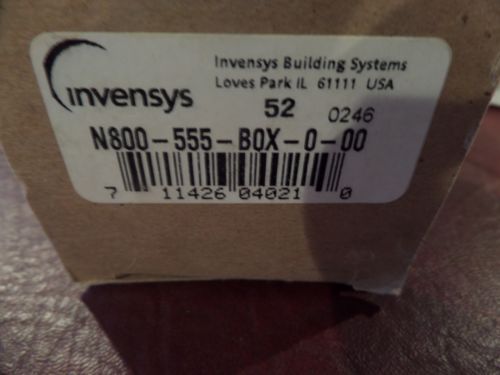 invensys
Invensys Building Systems
Loves Park IL 61111 USA
52 0246
N800-555-BOX-0-00
7 11426 04021 0